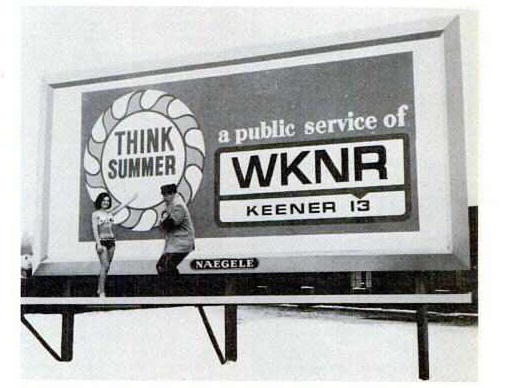 THINK
SUMMER
a public service of
WKNR
KEENER 13
NAEGELE